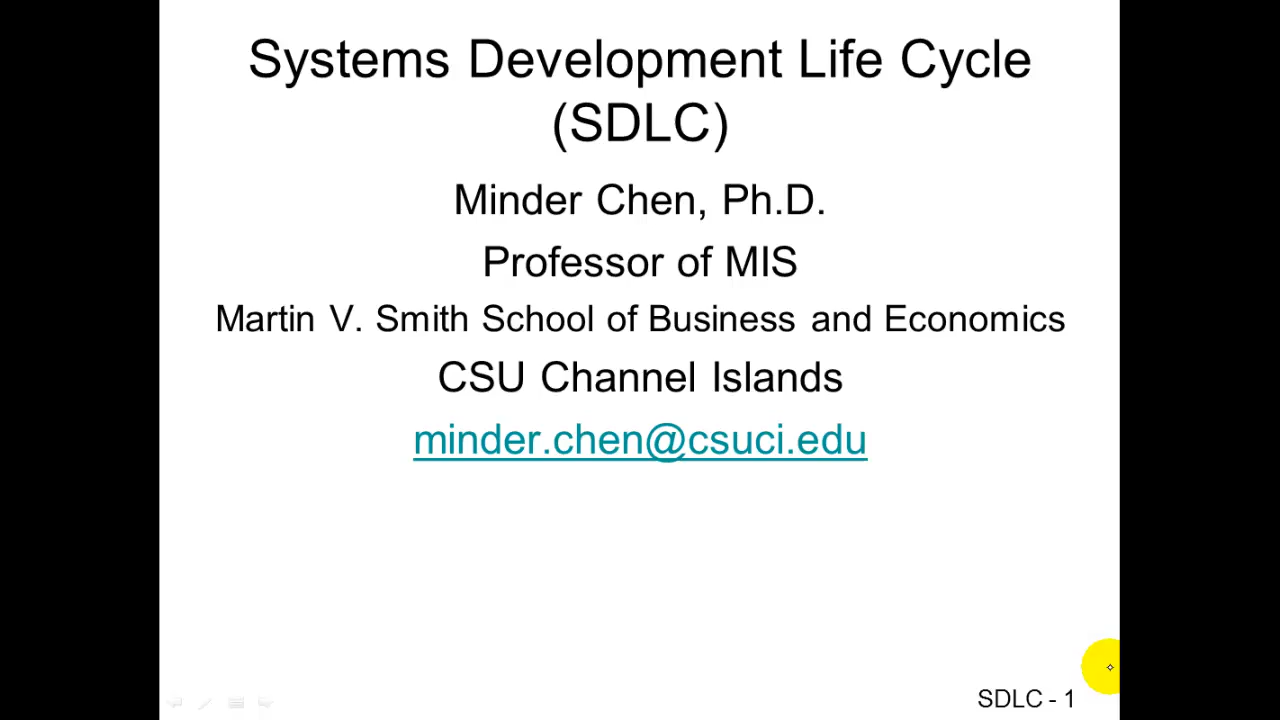 Systems Development Life Cycle
(SDLC)
Minder Chen, Ph.D.
Professor of MIS
Martin V. Smith School of Business and Economics
CSU Channel Islands
minder.chen@csuci.edu
SDLC - 1